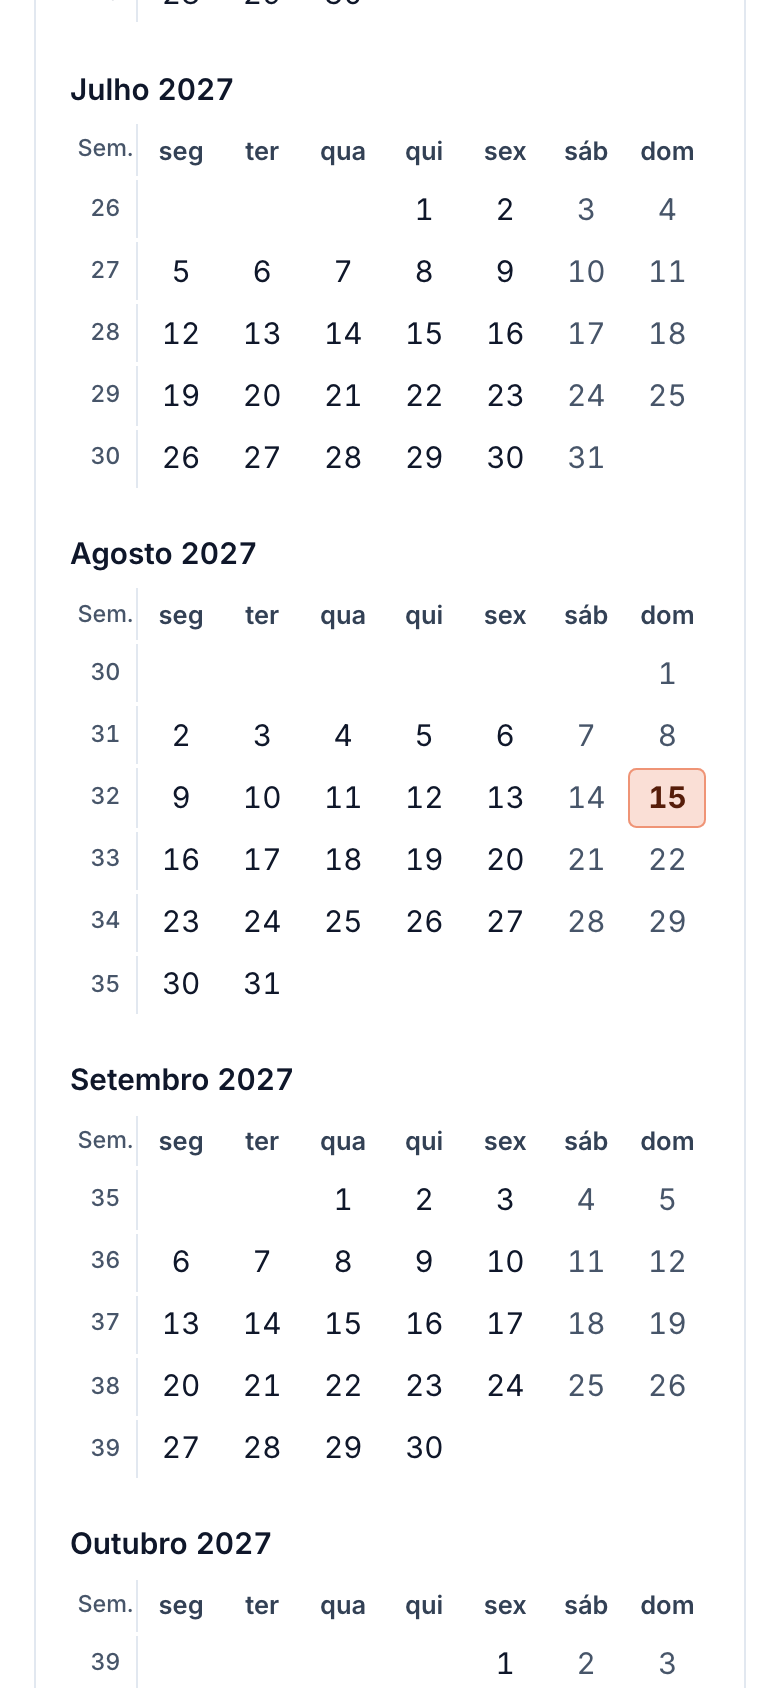 Julho 2027
Sem. seg ter qua qui sex sáb dom
26 1 2 3 4
27 5 6 7 8 9 10 11
28 12 13 14 15 16 17 18
29 19 20 21 22 23 24 25
30 26 27 28 29 30 31
Agosto 2027
Sem. seg ter qua qui sex sáb dom
30 1
31 2 3 4 5 6 7 8
32 9 10 11 12 13 14 15
33 16 17 18 19 20 21 22
34 23 24 25 26 27 28 29
35 30 31
Setembro 2027
Sem. seg ter qua qui sex sáb dom
35 1 2 3 4 5
36 6 7 8 9 10 11 12
37 13 14 15 16 17 18 19
38 20 21 22 23 24 25 26
39 27 28 29 30
Outubro 2027
Sem. seg ter qua qui sex sáb dom
39 1 2 3